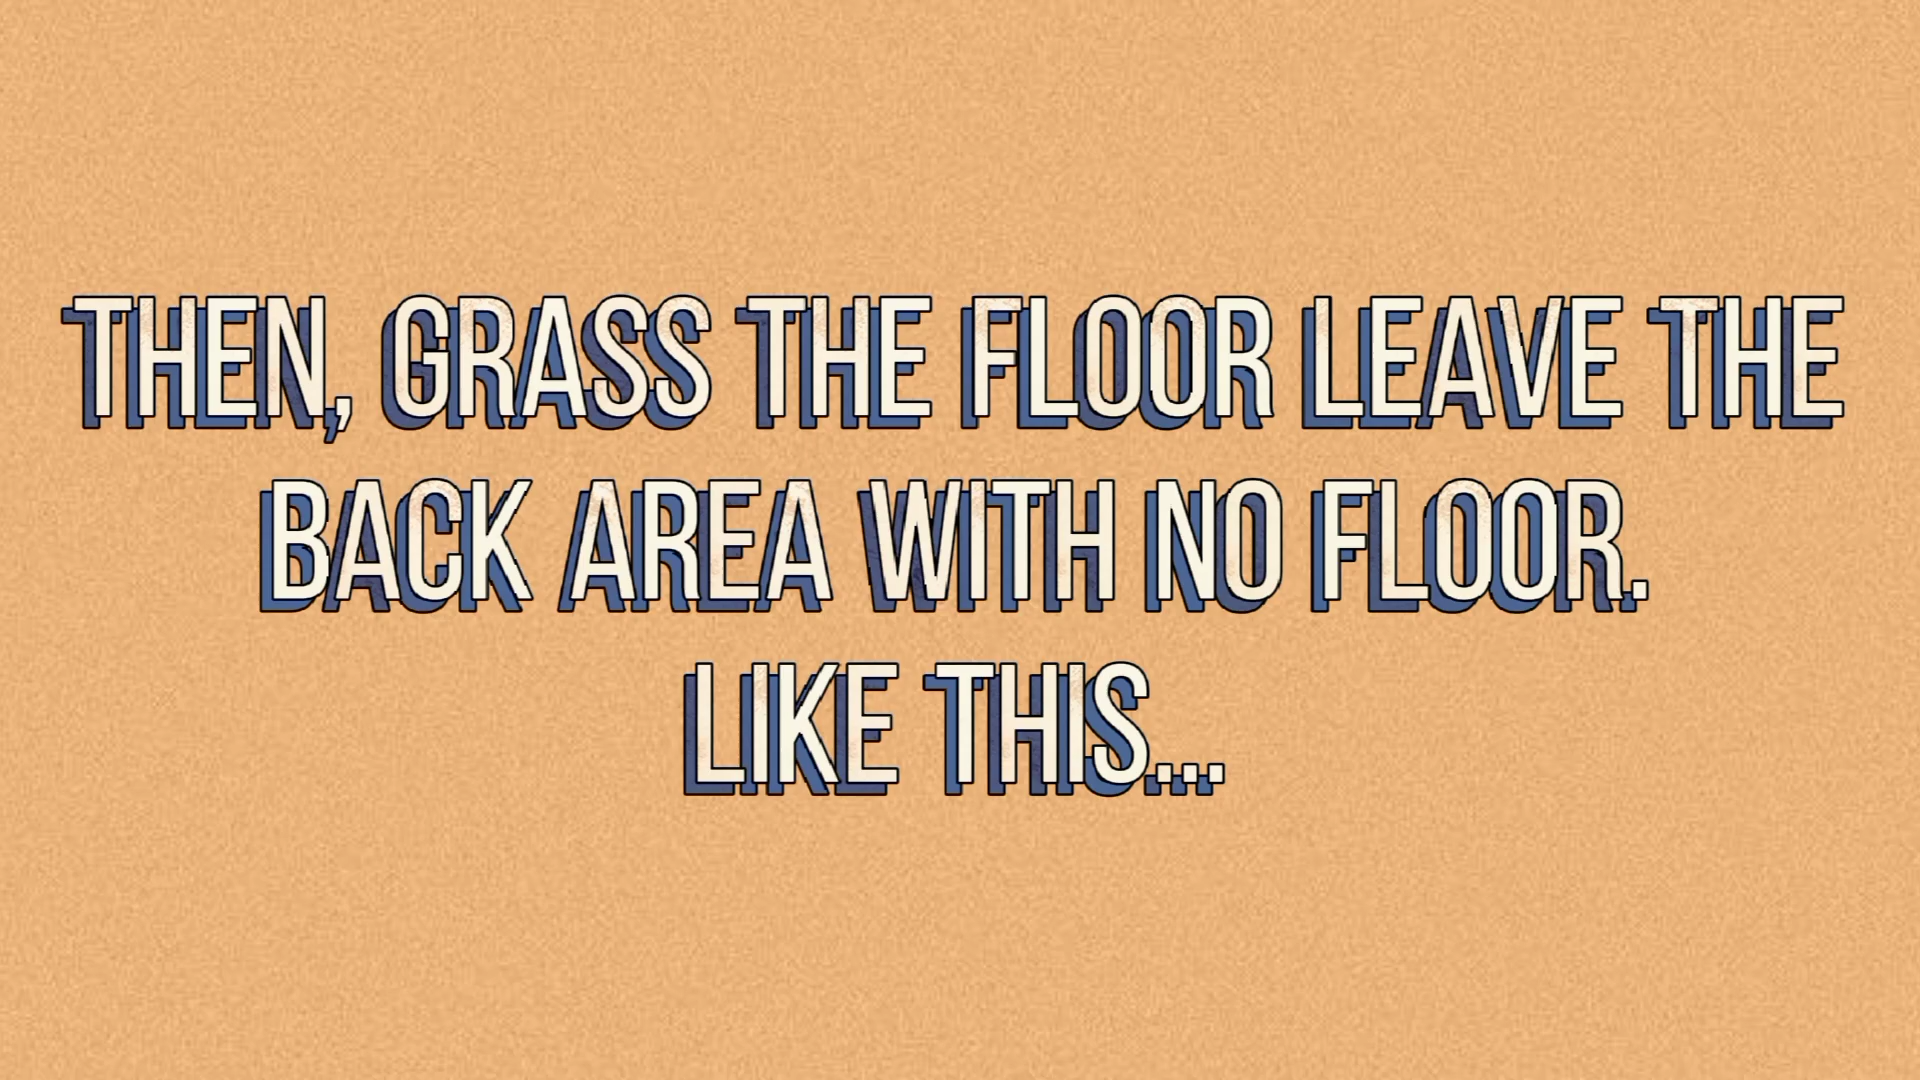 THEN, GRASS THE FLOOR LEAVE THE
BACK AREA WITH NO FLOOR.
LIKE THIS...